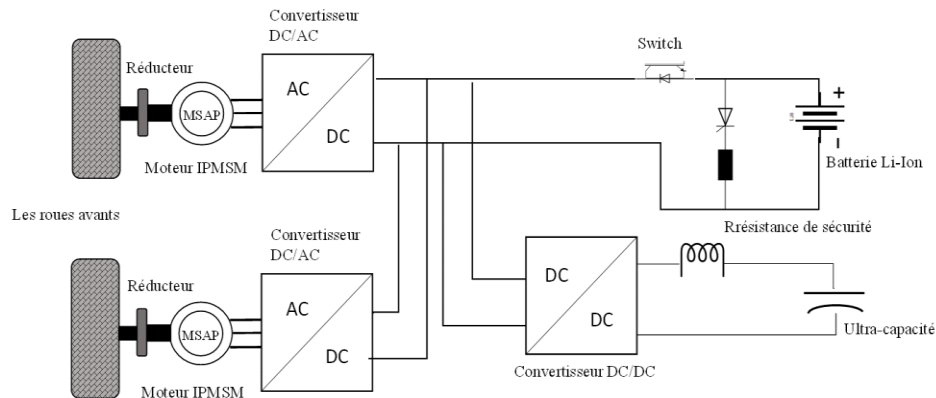 Convertisseur
DC/AC
Switch
Réducteur
AC
DC
MSAP
Moteur IPMSM
+
-
Batterie Li-Ion
Les roues avants
Rrésistance de sécurité
Convertisseur
DC/AC
Réducteur
AC
DC
MSAP
Moteur IPMSM
DC
DC
Convertisseur DC/DC
Ultra-capacité